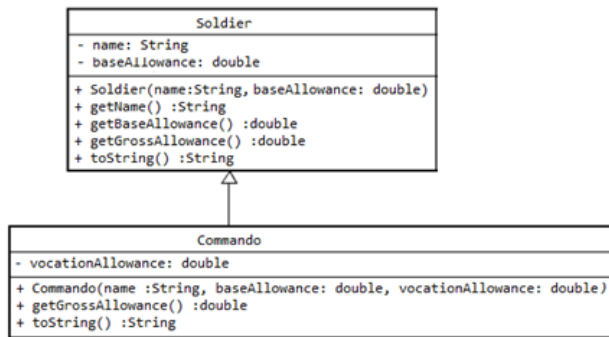 Soldier
- name: String
- baseAllowance: double
+ Soldier(name:String, baseAllowance: double)
+ getName() :String
+ getBaseAllowance() :double
+ getGrossAllowance() :double
+ toString() :String
Commando
- vocationAllowance: double
+ Commando(name :String, baseAllowance: double, vocationAllowance: double)
+ getGrossAllowance() :double
+ toString() :String